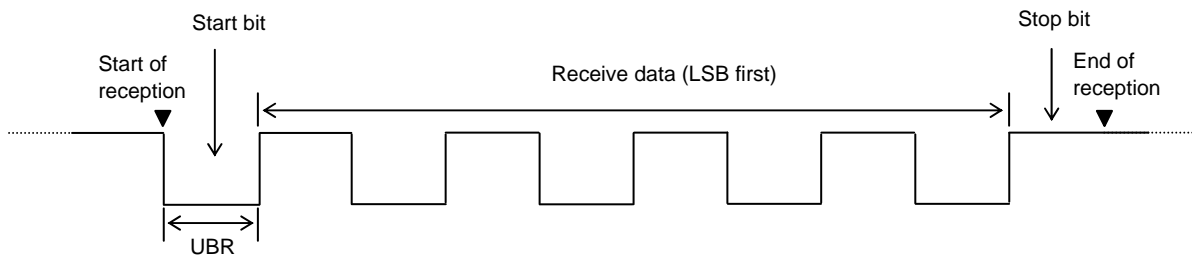 Start bit
Stop bit
Start of
reception
Receive data (LSB first)
End of
reception
UBR